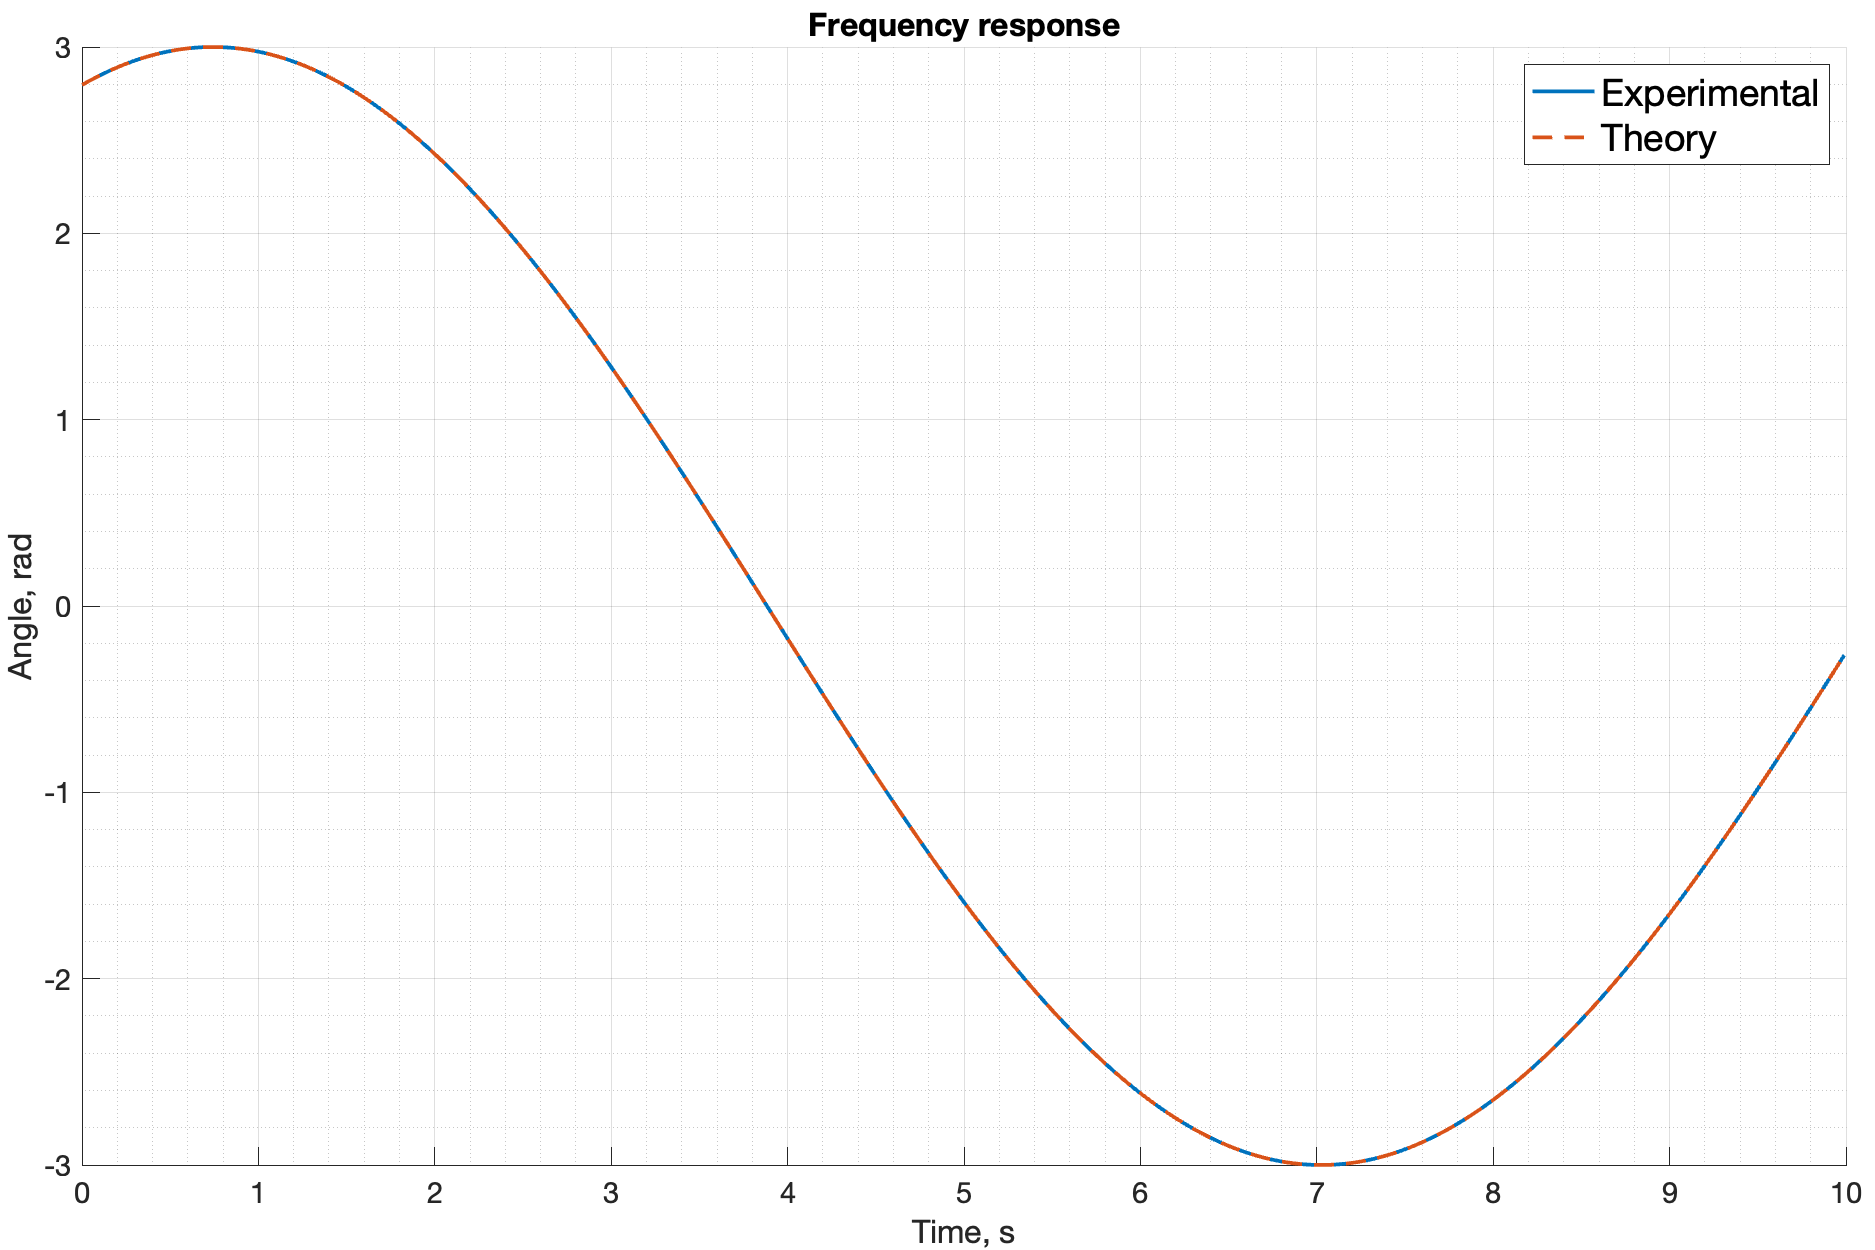 Frequency response
Experimental
Theory
3
2
1
0
-1
-2
-3
Angle, rad
0 1 2 3 4 5 6 7 8 9 10
Time, s